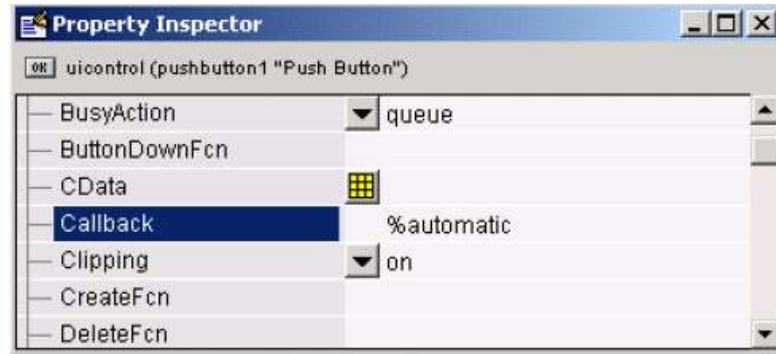 Property Inspector
OK uicontrol (pushbutton1 "Push Button")
BusyAction queue
ButtonDownFcn
CData
Callback %automatic
Clipping on
CreateFcn
DeleteFcn